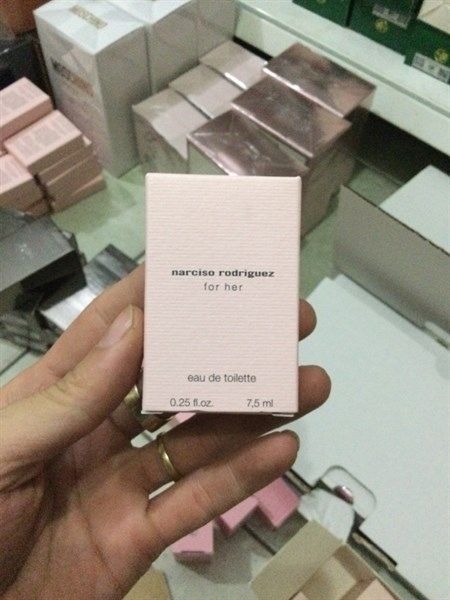 narciso rodriguez
for her
eau de toilette
0.25 fl.oz. 7,5 ml